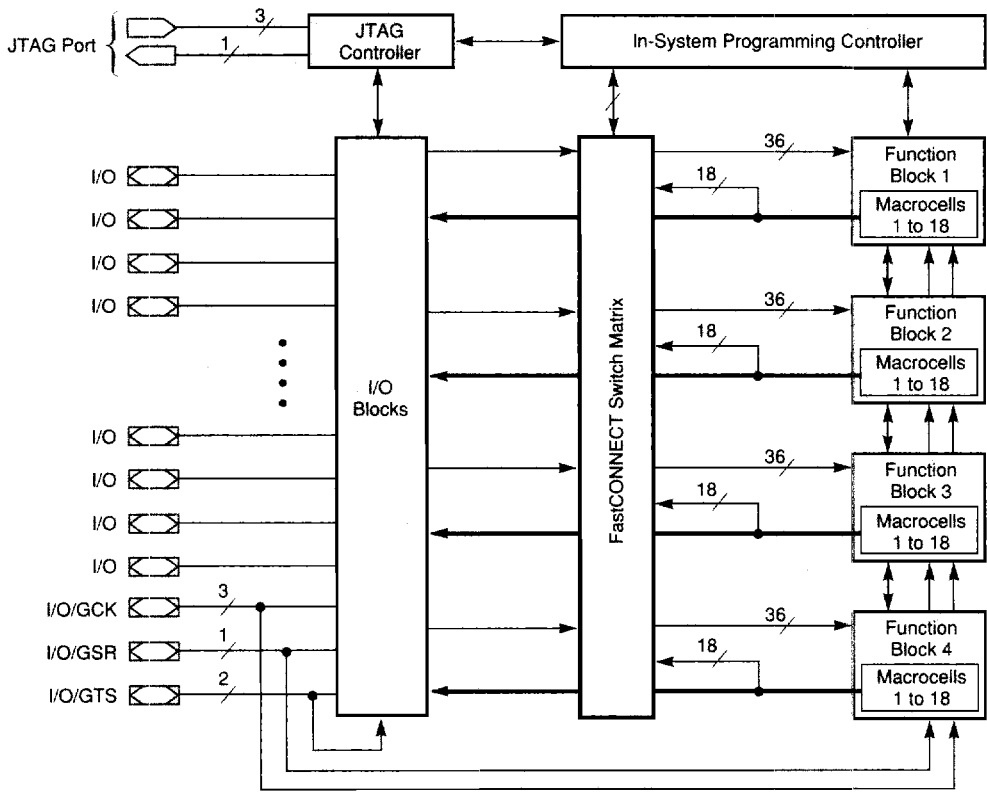 JTAG Port
3
1
JTAG
Controller
In-System Programming Controller
I/O
I/O
I/O
I/O
I/O
I/O
I/O
I/O
I/O/GCK
3
I/O/GSR
1
I/O/GTS
2
I/O
Blocks
FastCONNECT Switch Matrix
36
18
Function
Block 1
Macrocells
1 to 18
36
18
Function
Block 2
Macrocells
1 to 18
36
18
Function
Block 3
Macrocells
1 to 18
36
18
Function
Block 4
Macrocells
1 to 18